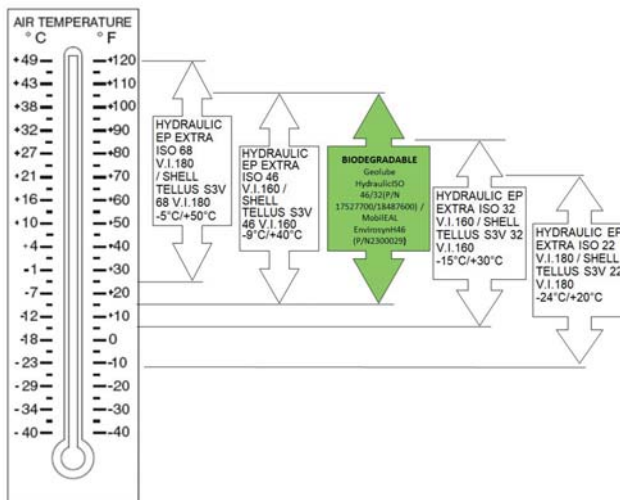 AIR TEMPERATURE
° C ° F
+49 +120
+43 +110
+38 +100
+32 +90
+27 +80
+21 +70
+16 +60
+10 +50
+4 +40
-1 +30
-7 +20
-12 +10
-18 0
-23 -10
-29 -20
-34 -30
-40 -40
HYDRAULIC
EP EXTRA
ISO 68
V.I.180
/ SHELL
TELLUS S3V
68 V.I.180
-5°C/+50°C
HYDRAULIC
EP EXTRA
ISO 46
V.I.160 /
SHELL
TELLUS S3V
46 V.I.160
-9°C/+40°C
BIODEGRADABLE
Geolube
HydraulicISO
46/32(P/N
17527700/18487600) /
MobilEAL
EnvirosynH46
(P/N2300029)
HYDRAULIC EP
EXTRA ISO 32
V.I.160 / SHELL
TELLUS S3V 32
V.I.160
-15°C/+30°C
HYDRAULIC EP
EXTRA ISO 22
V.I.180 / SHELL
TELLUS S3V 22
V.I.180
-24°C/+20°C